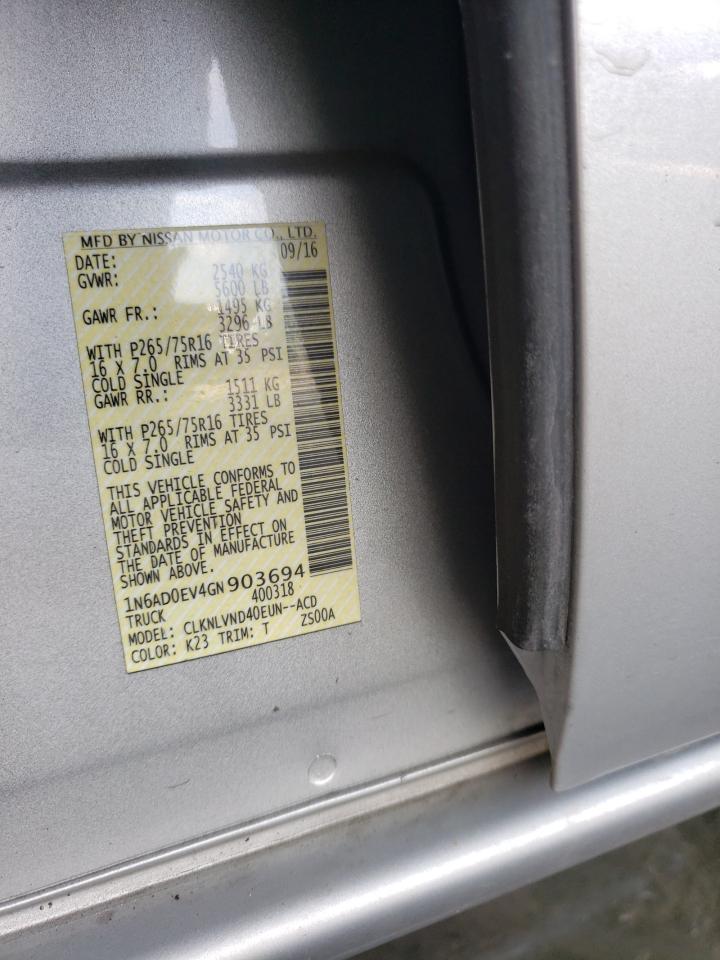 MFD BY NISSAN MOTOR CO., LTD.
DATE: 09/16
GVWR: 2540 KG
5600 LB
GAWR FR.: 1495 KG
3296 LB
WITH P265/75R16 TIRES
16 X 7.0 RIMS AT 35 PSI
COLD SINGLE
GAWR RR.: 1511 KG
3331 LB
WITH P265/75R16 TIRES
16 X 7.0 RIMS AT 35 PSI
COLD SINGLE
THIS VEHICLE CONFORMS TO
ALL APPLICABLE FEDERAL
MOTOR VEHICLE SAFETY AND
THEFT PREVENTION
STANDARDS IN EFFECT ON
THE DATE OF MANUFACTURE
SHOWN ABOVE.
1N6AD0EV4GN903694
TRUCK 400318
MODEL: CLKNLVND40EUN--ACD
COLOR: K23 TRIM: T ZS00A